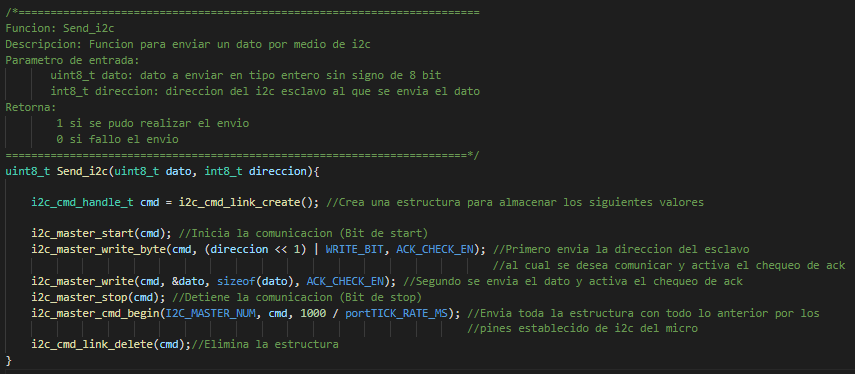 /*========================================================================
Funcion: Send_i2c
Descripcion: Funcion para enviar un dato por medio de i2c
Parametro de entrada:
uint8_t dato: dato a enviar en tipo entero sin signo de 8 bit
int8_t direccion: direccion del i2c esclavo al que se envia el dato
Retorna:
1 si se pudo realizar el envio
0 si fallo el envio
========================================================================*/
uint8_t Send_i2c(uint8_t dato, int8_t direccion){
i2c_cmd_handle_t cmd = i2c_cmd_link_create(); //Crea una estructura para almacenar los siguientes valores
i2c_master_start(cmd); //Inicia la comunicacion (Bit de start)
i2c_master_write_byte(cmd, (direccion << 1) | WRITE_BIT, ACK_CHECK_EN); //Primero envia la direccion del esclavo
//al cual se desea comunicar y activa el chequeo de ack
i2c_master_write(cmd, &dato, sizeof(dato), ACK_CHECK_EN); //Segundo se envia el dato y activa el chequeo de ack
i2c_master_stop(cmd); //Detiene la comunicacion (Bit de stop)
i2c_master_cmd_begin(I2C_MASTER_NUM, cmd, 1000 / portTICK_RATE_MS); //Envia toda la estructura con todo lo anterior por los
//pines establecido de i2c del micro
i2c_cmd_link_delete(cmd);//Elimina la estructura
}